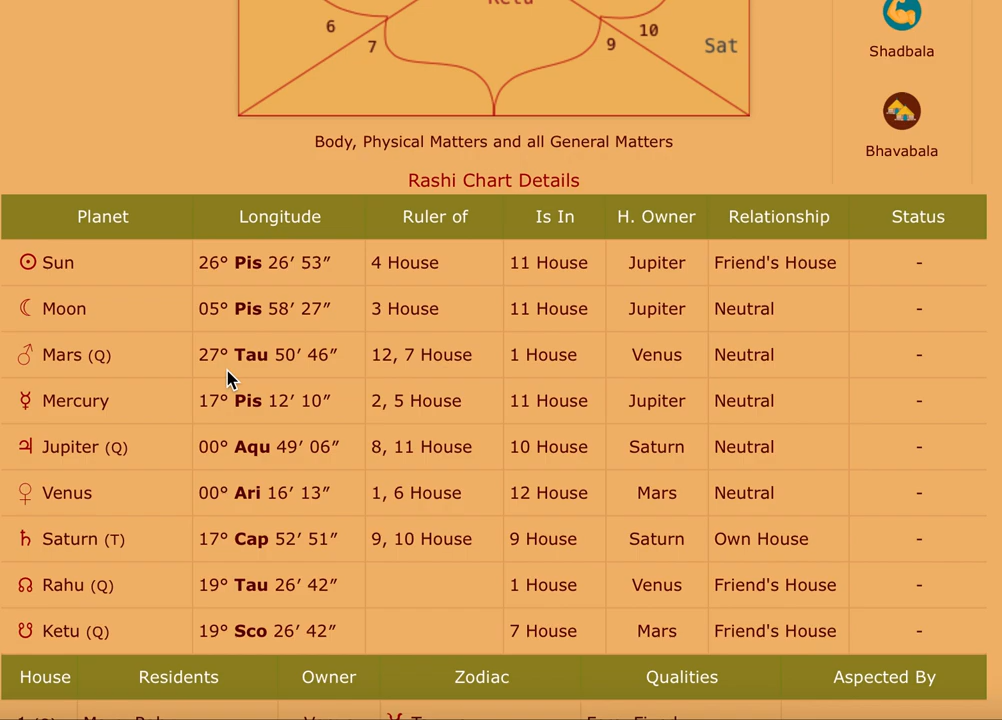 Ketu
6
7
9
10
Sat
Shadbala
Bhavabala
Body, Physical Matters and all General Matters
Rashi Chart Details
Planet Longitude Ruler of Is In H. Owner Relationship Status
☉ Sun 26° Pis 26′ 53″ 4 House 11 House Jupiter Friend's House -
☾ Moon 05° Pis 58′ 27″ 3 House 11 House Jupiter Neutral -
♂ Mars (Q) 27° Tau 50′ 46″ 12, 7 House 1 House Venus Neutral -
☿ Mercury 17° Pis 12′ 10″ 2, 5 House 11 House Jupiter Neutral -
♃ Jupiter (Q) 00° Aqu 49′ 06″ 8, 11 House 10 House Saturn Neutral -
♀ Venus 00° Ari 16′ 13″ 1, 6 House 12 House Mars Neutral -
♄ Saturn (T) 17° Cap 52′ 51″ 9, 10 House 9 House Saturn Own House -
☊ Rahu (Q) 19° Tau 26′ 42″ 1 House Venus Friend's House -
☋ Ketu (Q) 19° Sco 26′ 42″ 7 House Mars Friend's House -
House Residents Owner Zodiac Qualities Aspected By